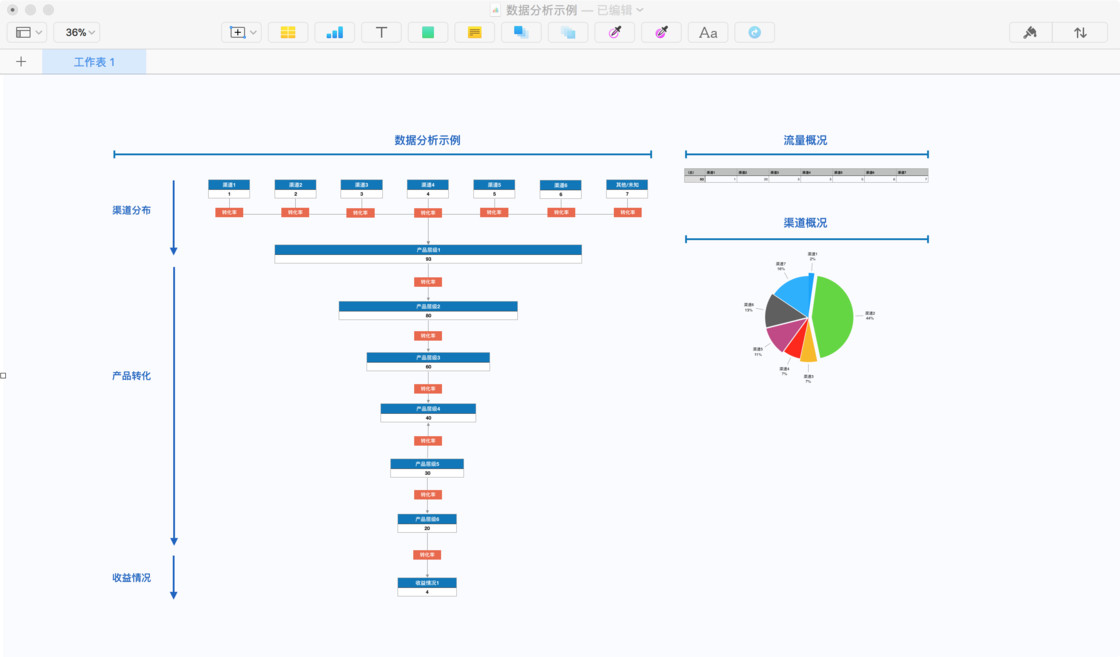 数据分析示例 — 已编辑
36%
T
Aa
工作表 1
数据分析示例
流量概况
渠道1
渠道2
渠道3
渠道4
渠道5
渠道6
其他/未知
1
2
3
4
5
6
7
转化率
转化率
转化率
转化率
转化率
转化率
转化率
渠道分布
渠道概况
产品层级1
93
转化率
产品层级2
80
转化率
产品层级3
60
转化率
产品转化
产品层级4
40
转化率
产品层级5
30
转化率
产品层级6
20
转化率
收益情况
收益情况1
4
渠道1
渠道7
渠道2
渠道6
渠道5
11%
渠道4
7%
渠道3
7%